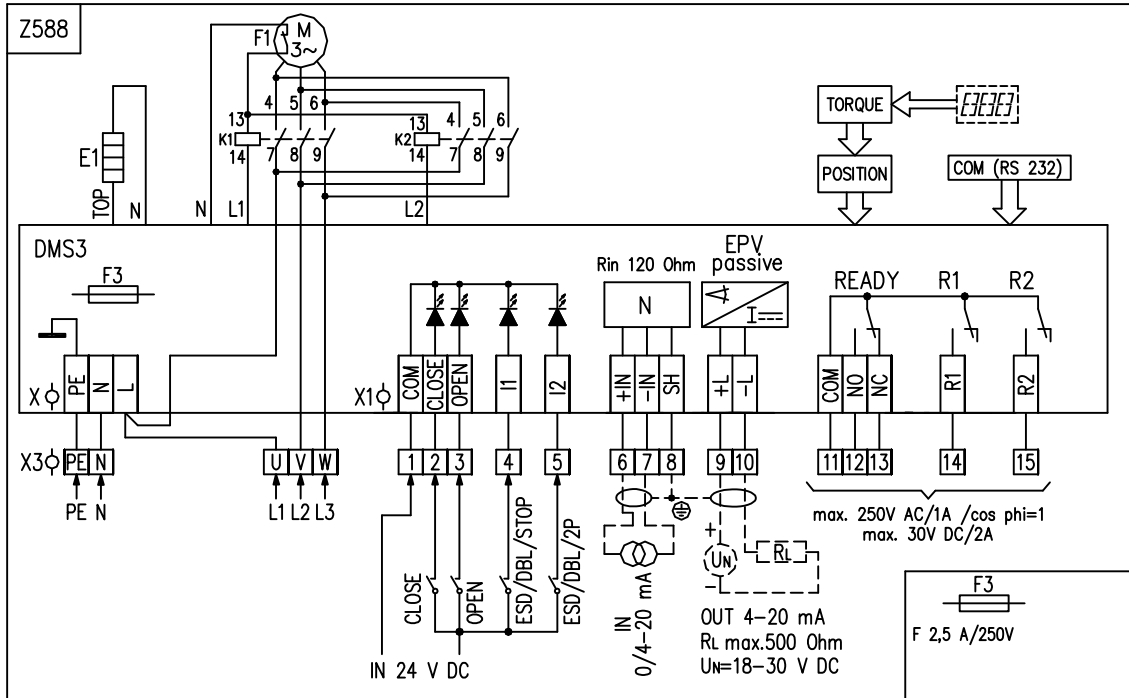 Z588
F1
M
3~
4 5 6
13
K1
14
7 8 9
4 5 6
13
K2
14
7 8 9
E1
TOP
N
N
L1
L2
TORQUE
8888
POSITION
COM (RS 232)
DMS3
F3
Rin 120 Ohm
N
EPV
passive
I
READY
R1
R2
X
PE
N
L
X1
COM
CLOSE
OPEN
I1
I2
+IN
-IN
SH
+L
-L
COM
NO
NC
R1
R2
X3
PE N
U V W
1 2 3
4
5
6 7 8
9 10
11 12 13
14
15
PE N
L1 L2 L3
CLOSE
OPEN
ESD/DBL/STOP
ESD/DBL/2P
IN 24 V DC
IN
0/4-20 mA
+
UN
-
RL
OUT 4-20 mA
RL max.500 Ohm
UN=18-30 V DC
max. 250V AC/1A /cos phi=1
max. 30V DC/2A
F3
F 2,5 A/250V